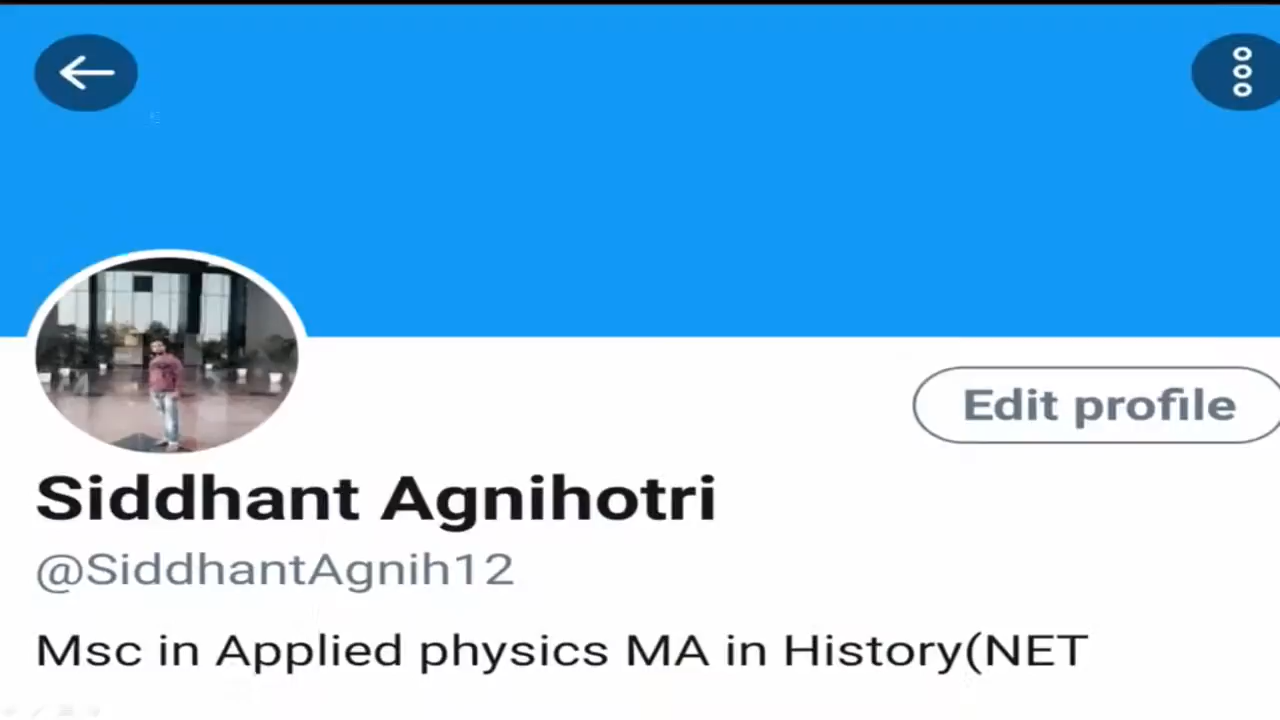 Edit profile
Siddhant Agnihotri
@SiddhantAgnih12
Msc in Applied physics MA in History(NET